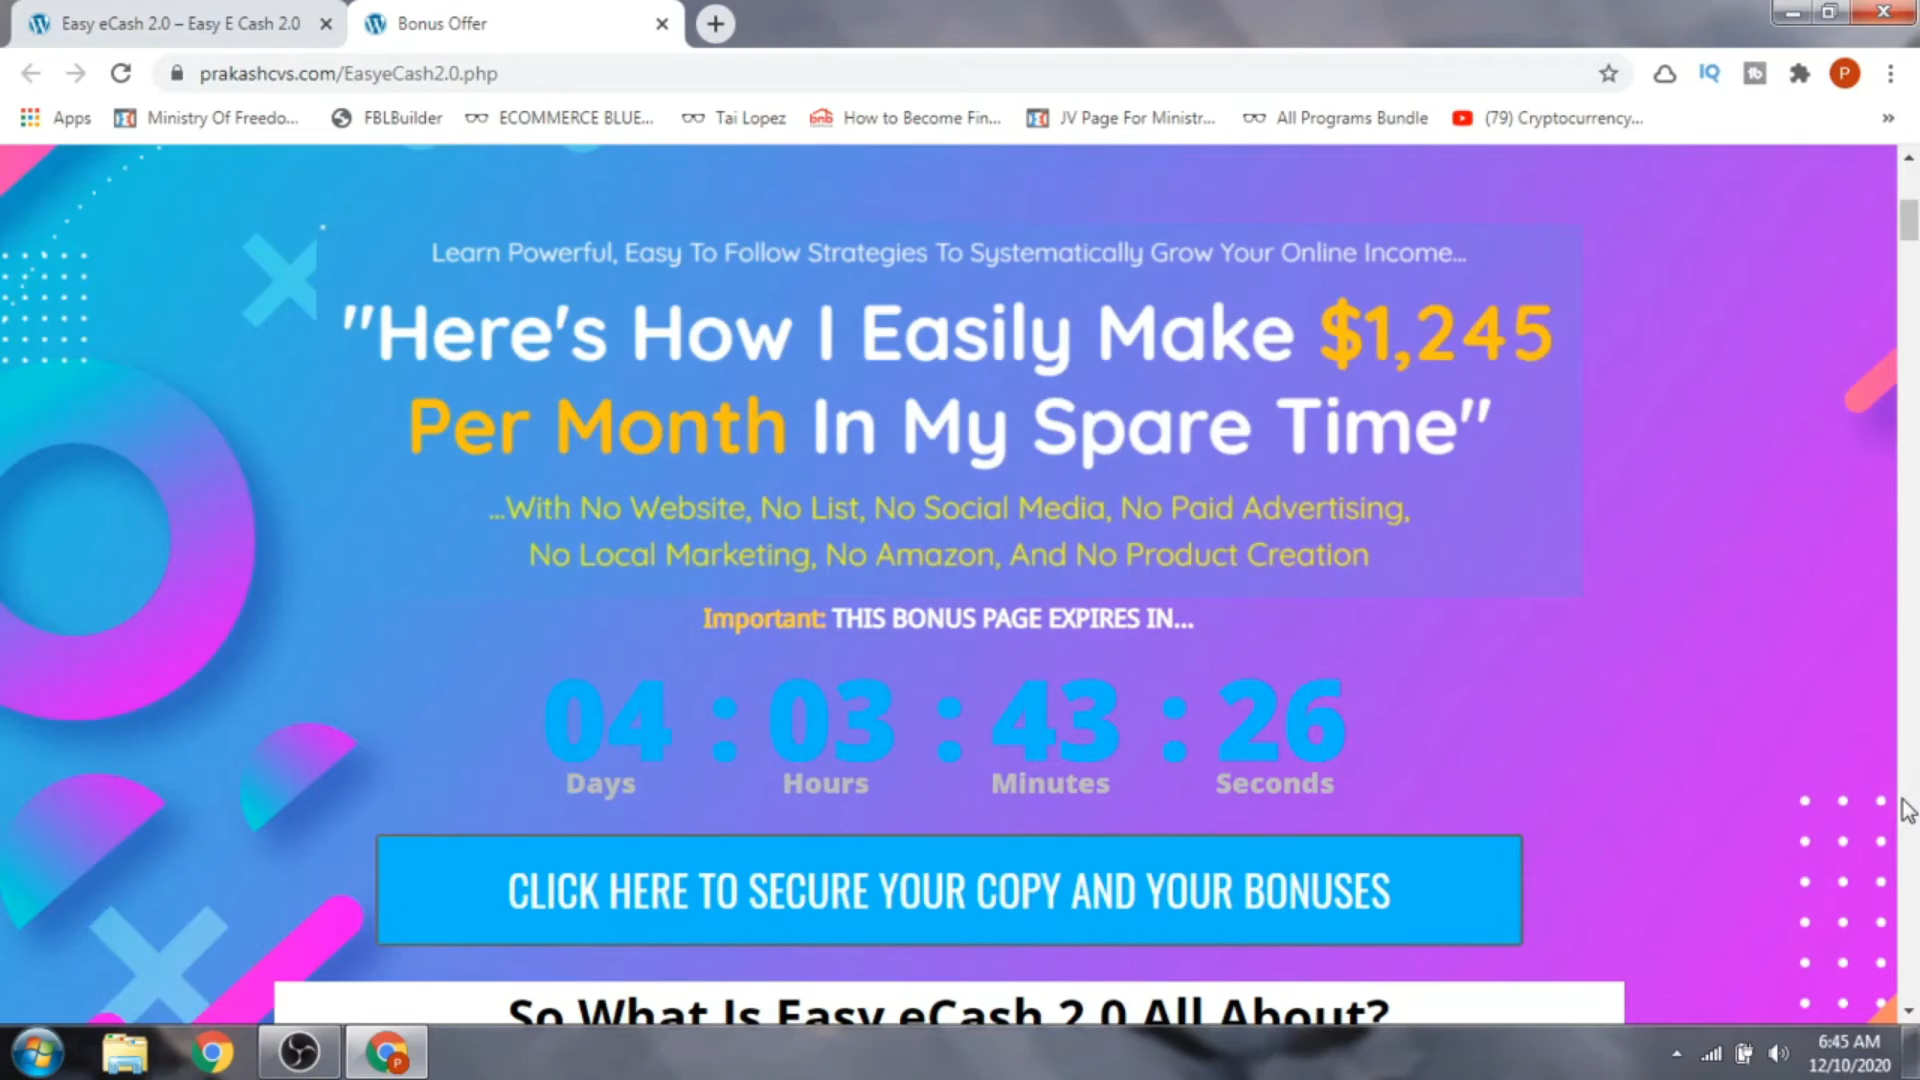 Easy eCash 2.0 – Easy E Cash 2.0
Bonus Offer
prakashcvs.com/EasyeCash2.0.php
P
Apps
Ministry Of Freedo...
FBLBuilder
ECOMMERCE BLUE...
Tai Lopez
bnb
How to Become Fin...
JV Page For Ministr...
All Programs Bundle
(79) Cryptocurrency...
Learn Powerful, Easy To Follow Strategies To Systematically Grow Your Online Income...
"Here's How I Easily Make $1,245
Per Month In My Spare Time"
...With No Website, No List, No Social Media, No Paid Advertising,
No Local Marketing, No Amazon, And No Product Creation
Important: THIS BONUS PAGE EXPIRES IN...
04 : 03 : 43 : 26
Days Hours Minutes Seconds
CLICK HERE TO SECURE YOUR COPY AND YOUR BONUSES
So What Is Easy eCash 2.0 All About?
P
6:45 AM
12/10/2020